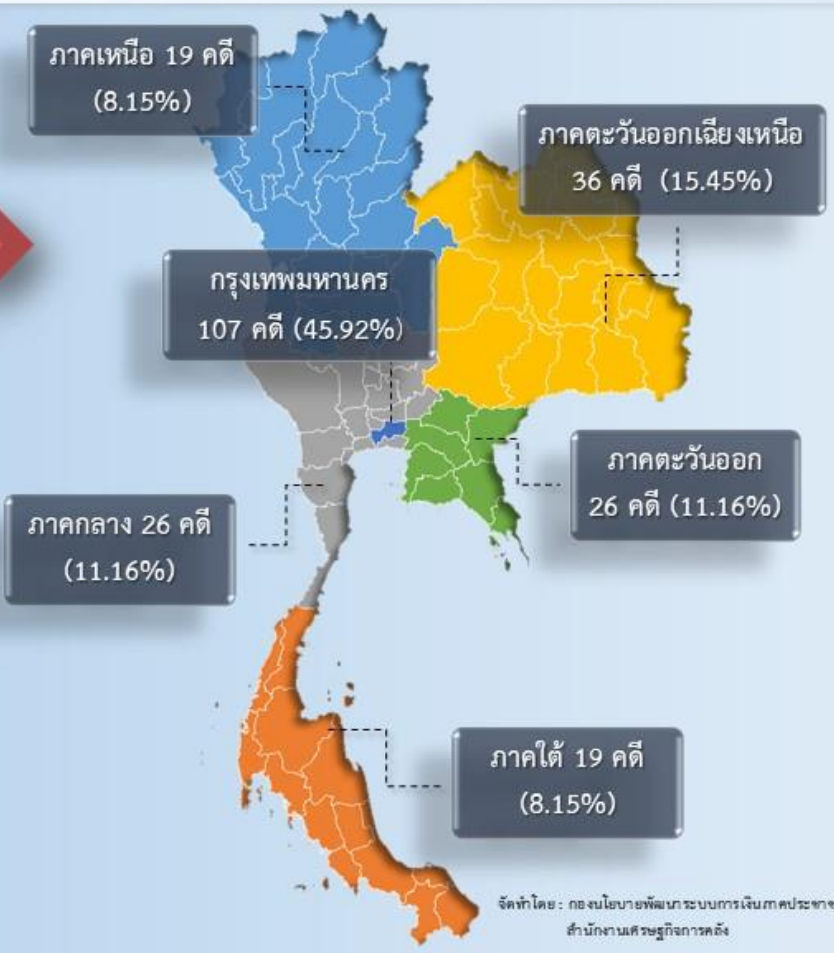 ภาคเหนือ 19 คดี
(8.15%)
ภาคตะวันออกเฉียงเหนือ
36 คดี (15.45%)
กรุงเทพมหานคร
107 คดี (45.92%)
ภาคตะวันออก
26 คดี (11.16%)
ภาคกลาง 26 คดี
(11.16%)
ภาคใต้ 19 คดี
(8.15%)
จัดทำโดย : กองนโยบายพัฒนาระบบการเงินภาคประชาช
สำนักงานเศรษฐกิจการคลัง